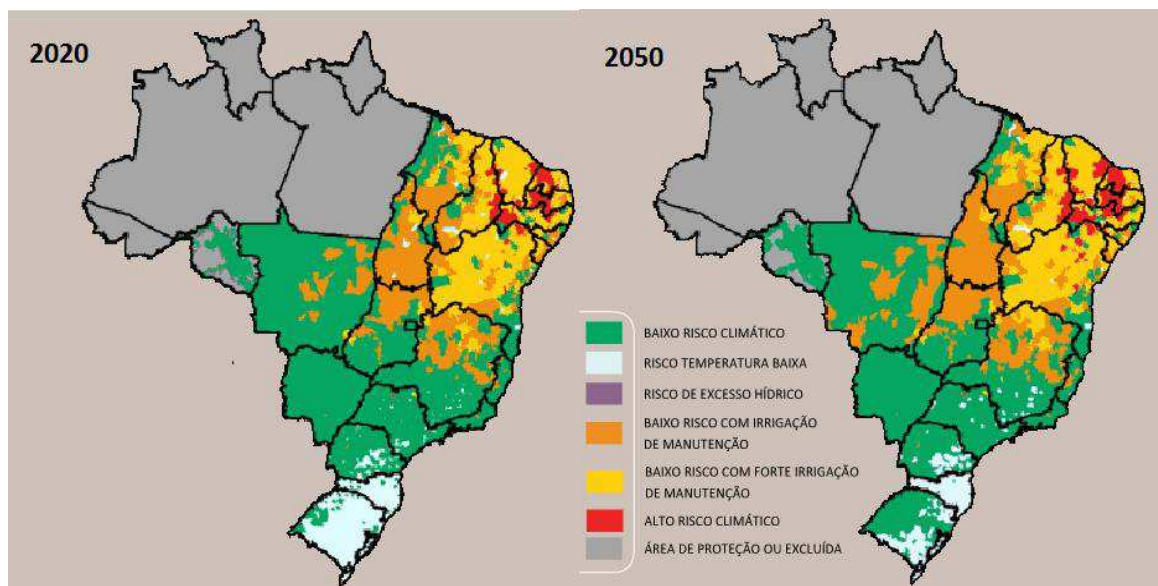 2020
2050
BAIXO RISCO CLIMÁTICO
RISCO TEMPERATURA BAIXA
RISCO DE EXCESSO HÍDRICO
BAIXO RISCO COM IRRIGAÇÃO
DE MANUTENÇÃO
BAIXO RISCO COM FORTE IRRIGAÇÃO
DE MANUTENÇÃO
ALTO RISCO CLIMÁTICO
ÁREA DE PROTEÇÃO OU EXCLUÍDA